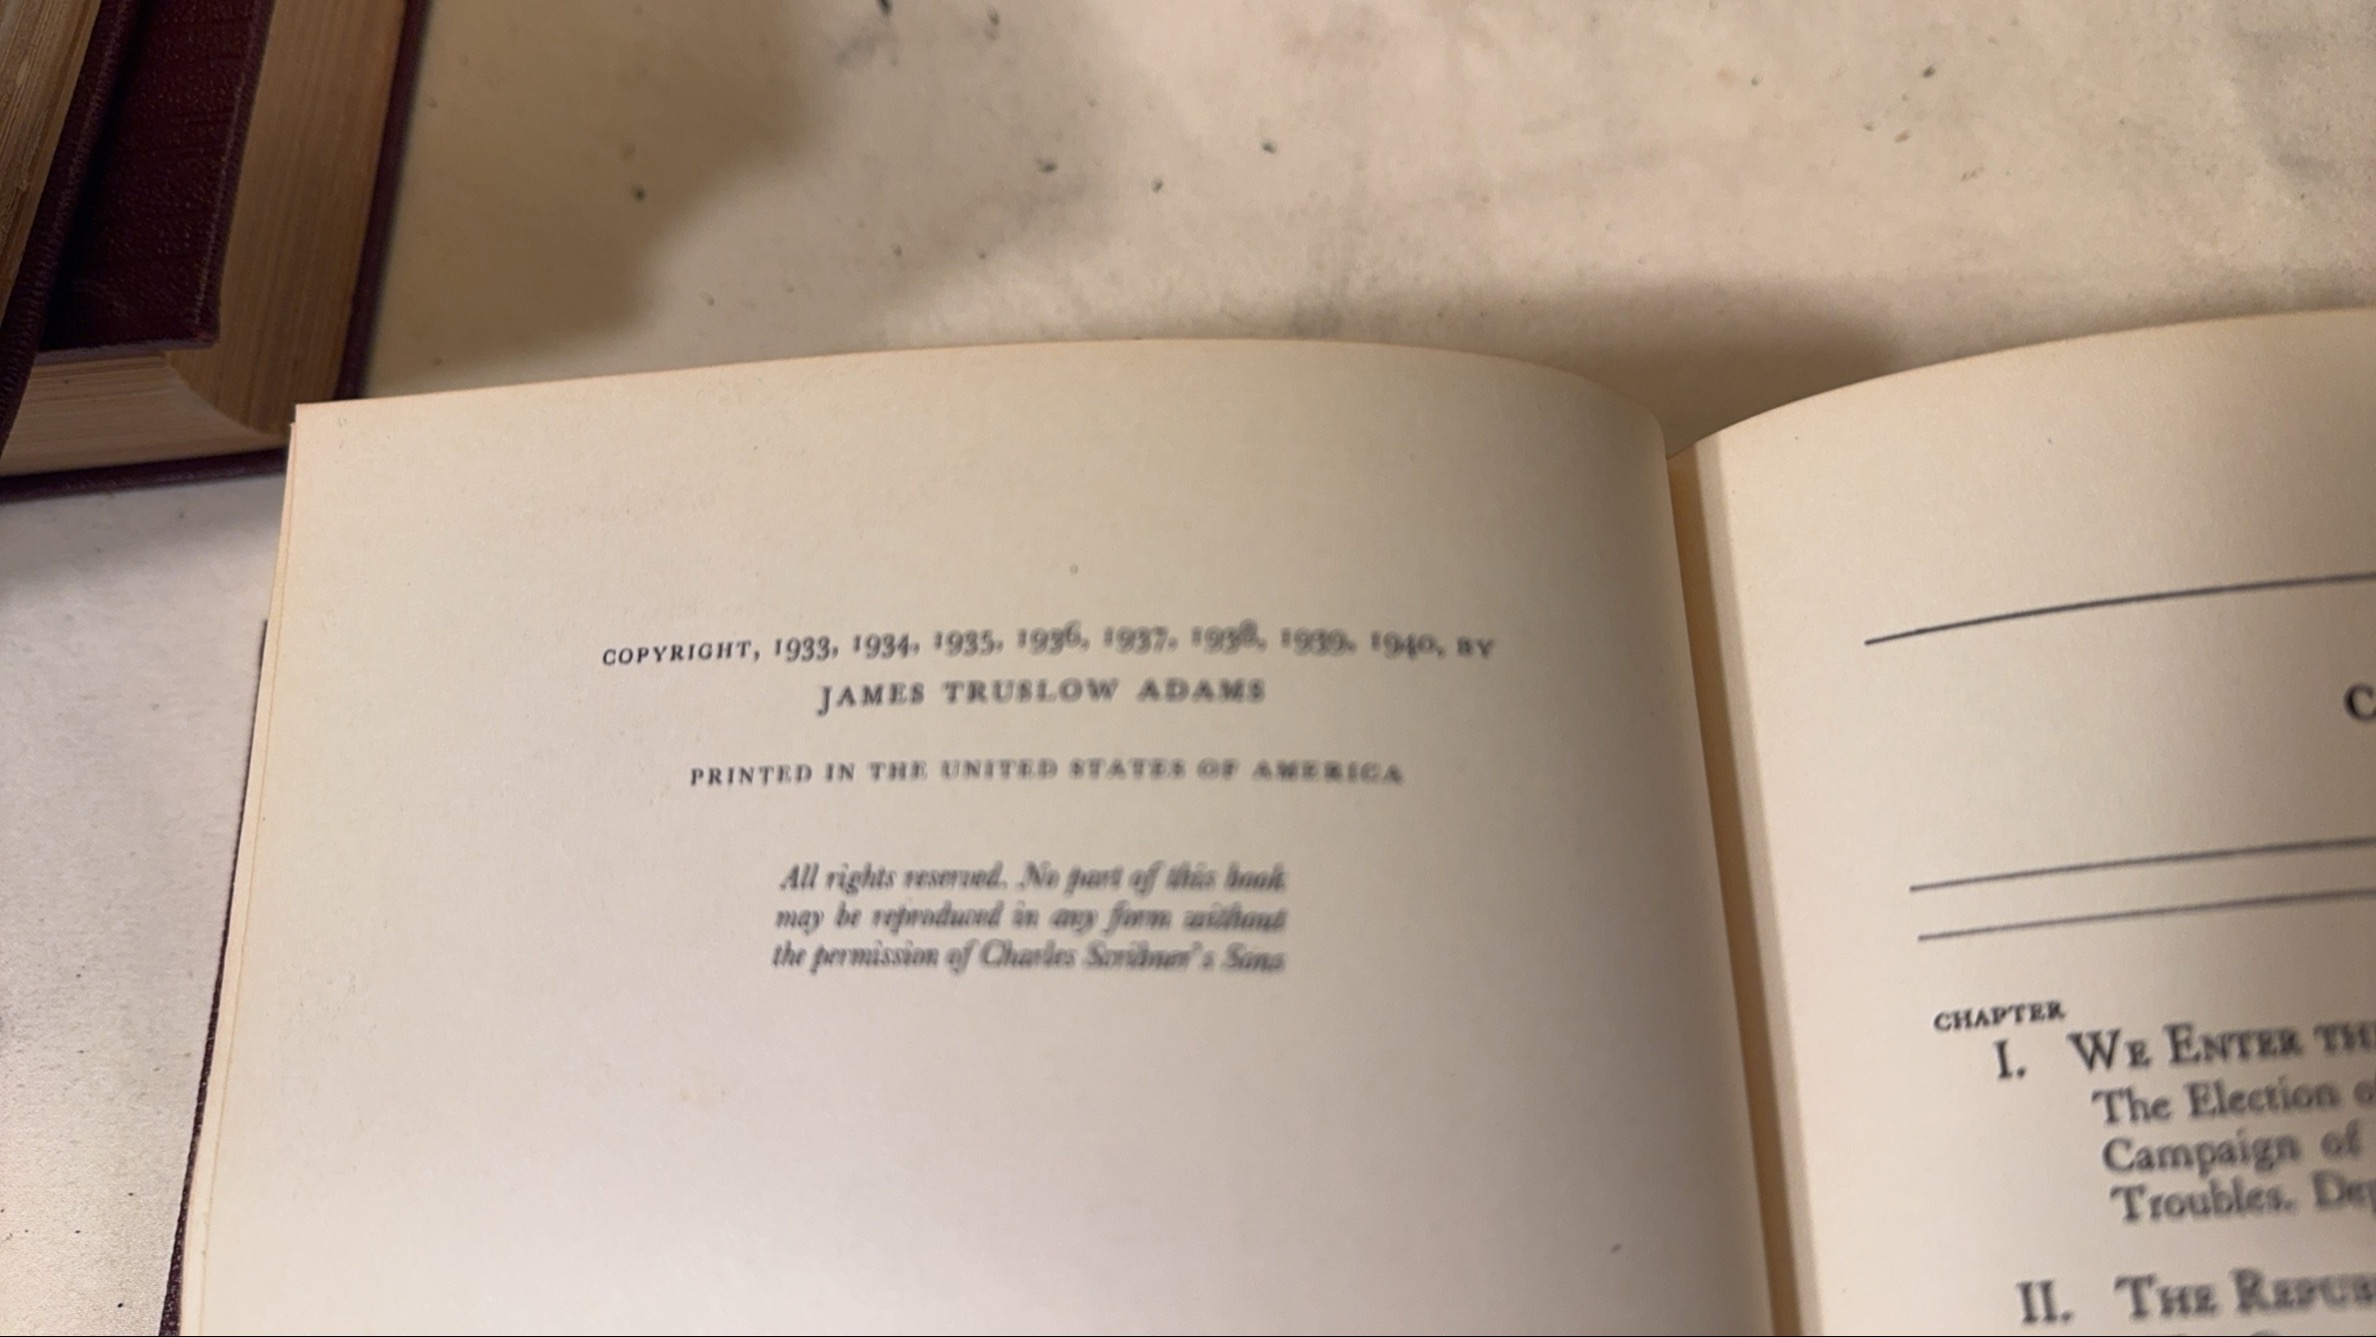 COPYRIGHT, 1933, 1934, 1935, 1936, 1937, 1938, 1939, 1940, BY
JAMES TRUSLOW ADAMS
PRINTED IN THE UNITED STATES OF AMERICA
All rights reserved. No part of this book
may be reproduced in any form without
the permission of Charles Scribner's Sons
C
CHAPTER
I. WE ENTER TH
The Election o
Campaign of
Troubles. Dep
II. THE REPUB